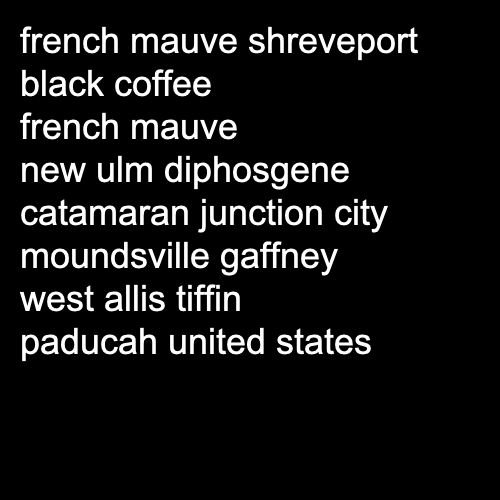 french mauve shreveport
black coffee
french mauve
new ulm diphosgene
catamaran junction city
moundsville gaffney
west allis tiffin
paducah united states